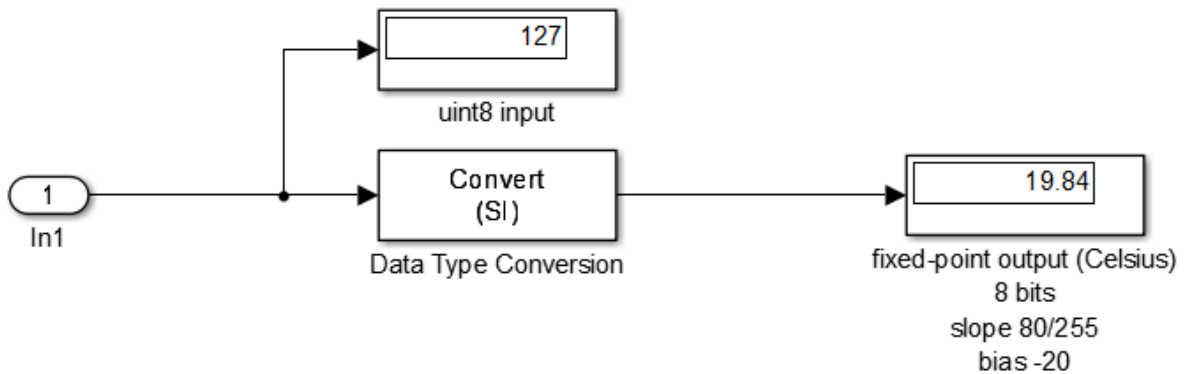 127
uint8 input
1
In1
Convert
(SI)
Data Type Conversion
19.84
fixed-point output (Celsius)
8 bits
slope 80/255
bias -20